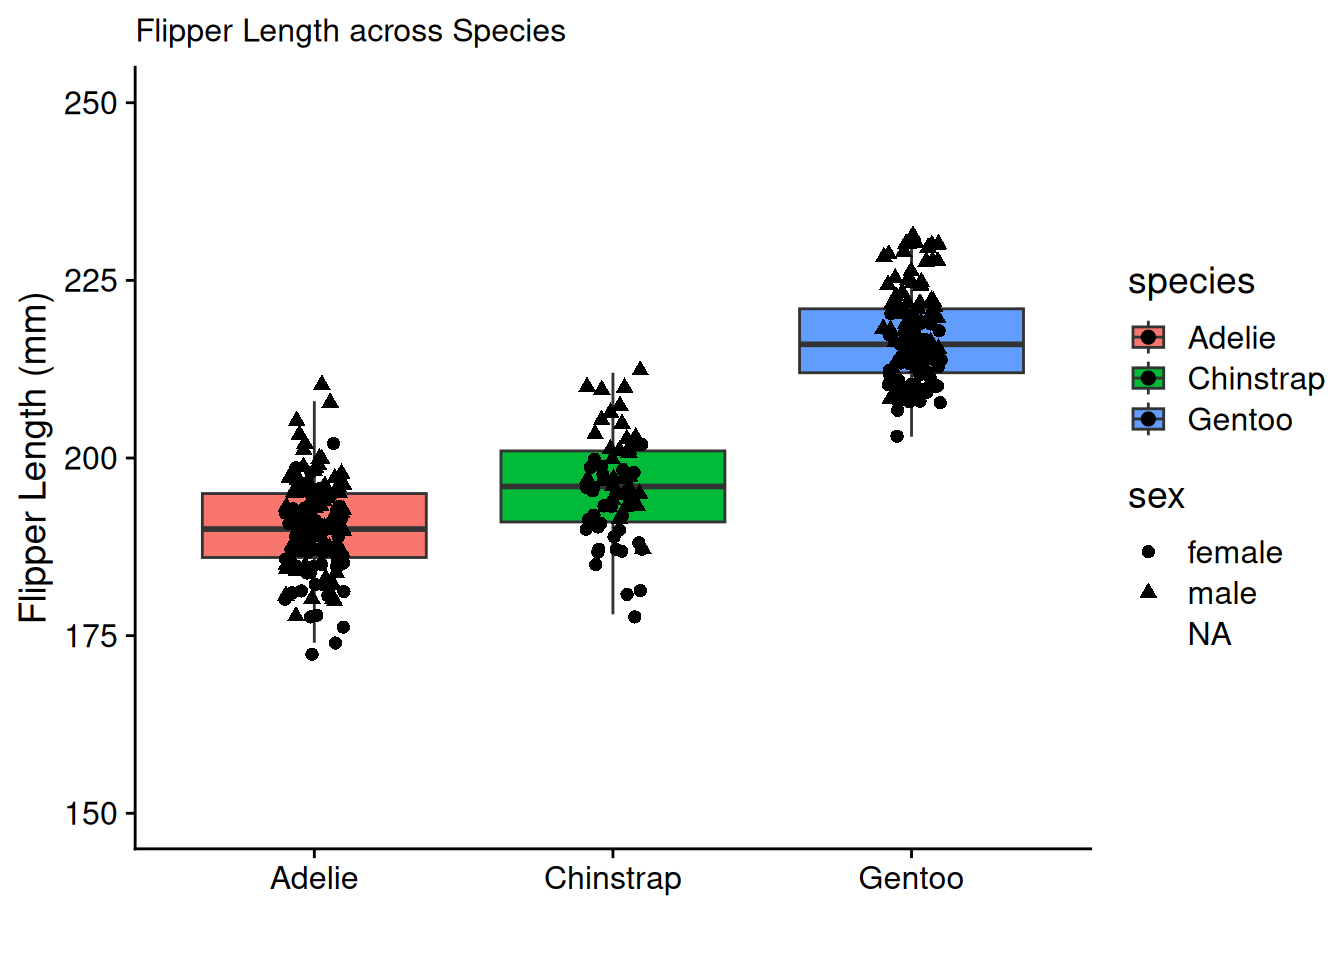 Flipper Length across Species
Flipper Length (mm)
250
225
200
175
150
Adelie
Chinstrap
Gentoo
species
Adelie
Chinstrap
Gentoo
sex
female
male
NA